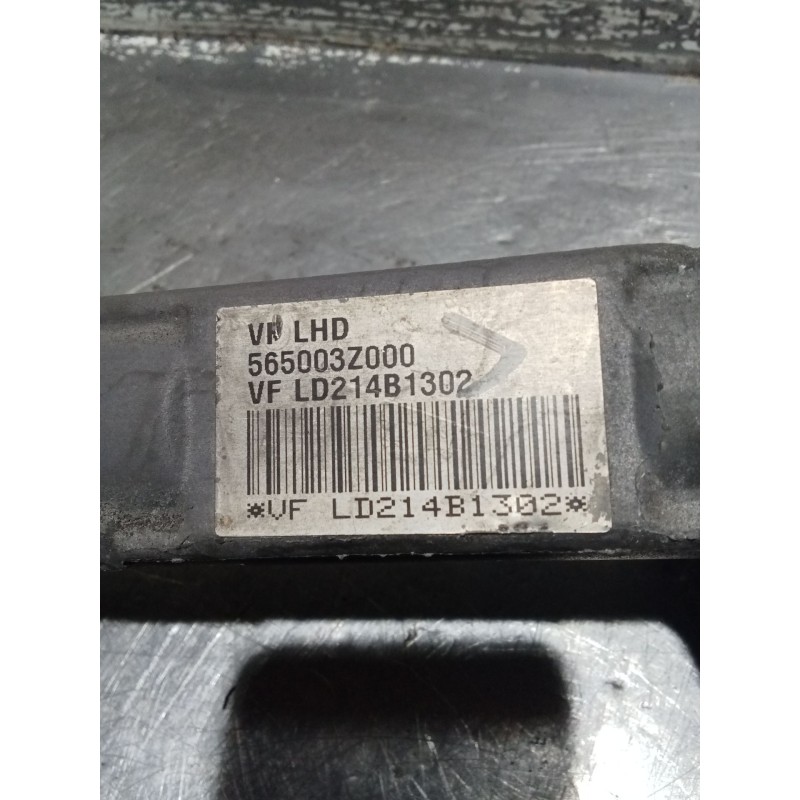 VF LHD
565003Z000
VF LD214B1302
*VF LD214B1302*